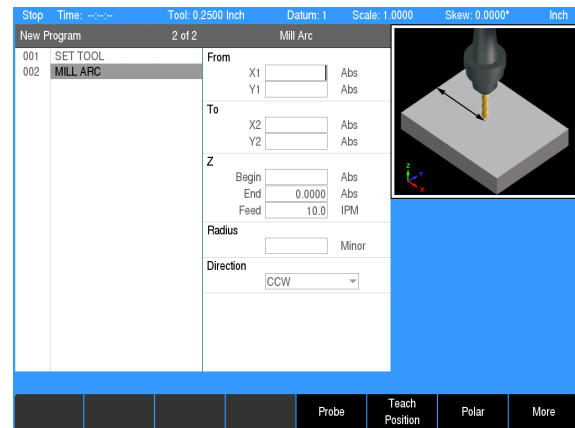 Stop Time: --:--:-- Tool: 0.2500 Inch Datum: 1 Scale: 1.0000 Skew: 0.0000° Inch
New Program 2 of 2 Mill Arc
001 SET TOOL
002 MILL ARC
From
X1 Abs
Y1 Abs
To
X2 Abs
Y2 Abs
Z
Begin Abs
End 0.0000 Abs
Feed 10.0 IPM
Radius
Minor
Direction
CCW
Z
Y
X
Probe Teach Position Polar More